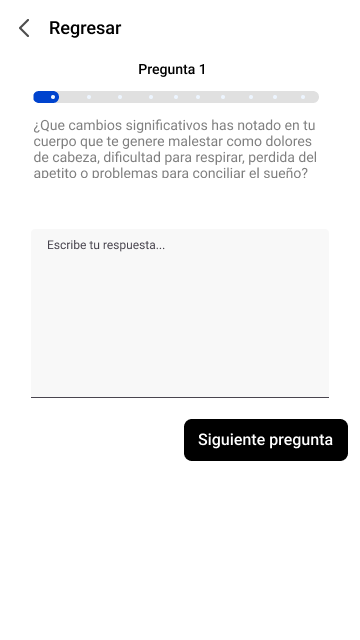 Regresar
Pregunta 1
¿Que cambios significativos has notado en tu
cuerpo que te genere malestar como dolores
de cabeza, dificultad para respirar, perdida del
apetito o problemas para conciliar el sueño?
Escribe tu respuesta...
Siguiente pregunta